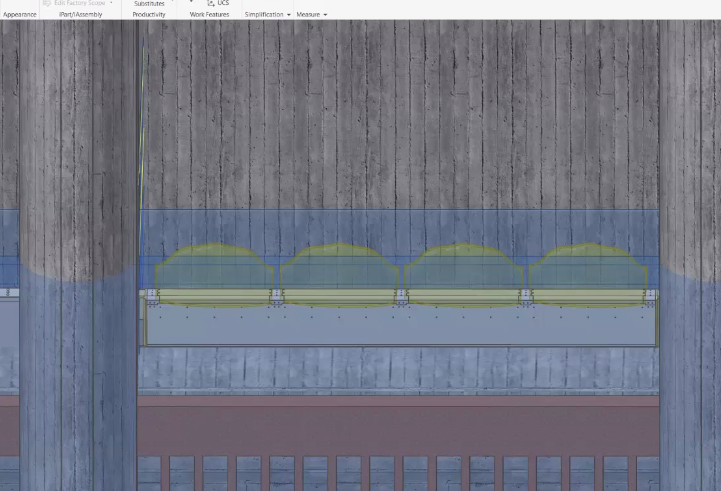 Edit Factory Scope
Substitutes
UCS
Appearance
iPart/iAssembly
Productivity
Work Features
Simplification
Measure